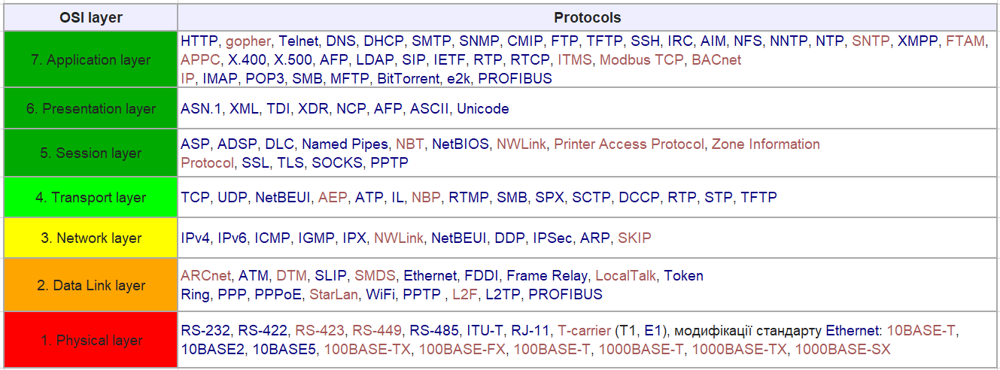 OSI layer Protocols
7. Application layer
HTTP, gopher, Telnet, DNS, DHCP, SMTP, SNMP, CMIP, FTP, TFTP, SSH, IRC, AIM, NFS, NNTP, NTP, SNTP, XMPP, FTAM,
APPC, X.400, X.500, AFP, LDAP, SIP, IETF, RTP, RTCP, ITMS, Modbus TCP, BACnet
IP, IMAP, POP3, SMB, MFTP, BitTorrent, e2k, PROFIBUS
6. Presentation layer
ASN.1, XML, TDI, XDR, NCP, AFP, ASCII, Unicode
5. Session layer
ASP, ADSP, DLC, Named Pipes, NBT, NetBIOS, NWLink, Printer Access Protocol, Zone Information
Protocol, SSL, TLS, SOCKS, PPTP
4. Transport layer
TCP, UDP, NetBEUI, AEP, ATP, IL, NBP, RTMP, SMB, SPX, SCTP, DCCP, RTP, STP, TFTP
3. Network layer
IPv4, IPv6, ICMP, IGMP, IPX, NWLink, NetBEUI, DDP, IPSec, ARP, SKIP
2. Data Link layer
ARCnet, ATM, DTM, SLIP, SMDS, Ethernet, FDDI, Frame Relay, LocalTalk, Token
Ring, PPP, PPPoE, StarLan, WiFi, PPTP , L2F, L2TP, PROFIBUS
1. Physical layer
RS-232, RS-422, RS-423, RS-449, RS-485, ITU-T, RJ-11, T-carrier (T1, E1), модифікації стандарту Ethernet: 10BASE-T,
10BASE2, 10BASE5, 100BASE-TX, 100BASE-FX, 100BASE-T, 1000BASE-T, 1000BASE-TX, 1000BASE-SX